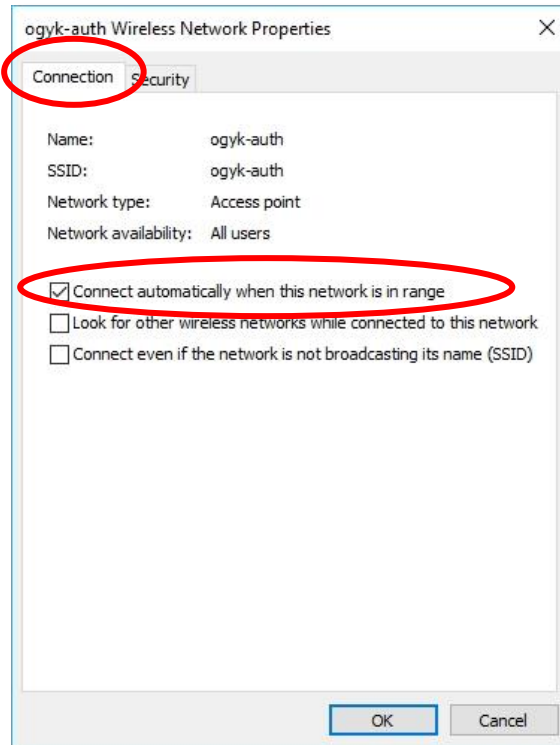 ogyk-auth Wireless Network Properties
Connection Security
Name: ogyk-auth
SSID: ogyk-auth
Network type: Access point
Network availability: All users
Connect automatically when this network is in range
Look for other wireless networks while connected to this network
Connect even if the network is not broadcasting its name (SSID)
OK Cancel